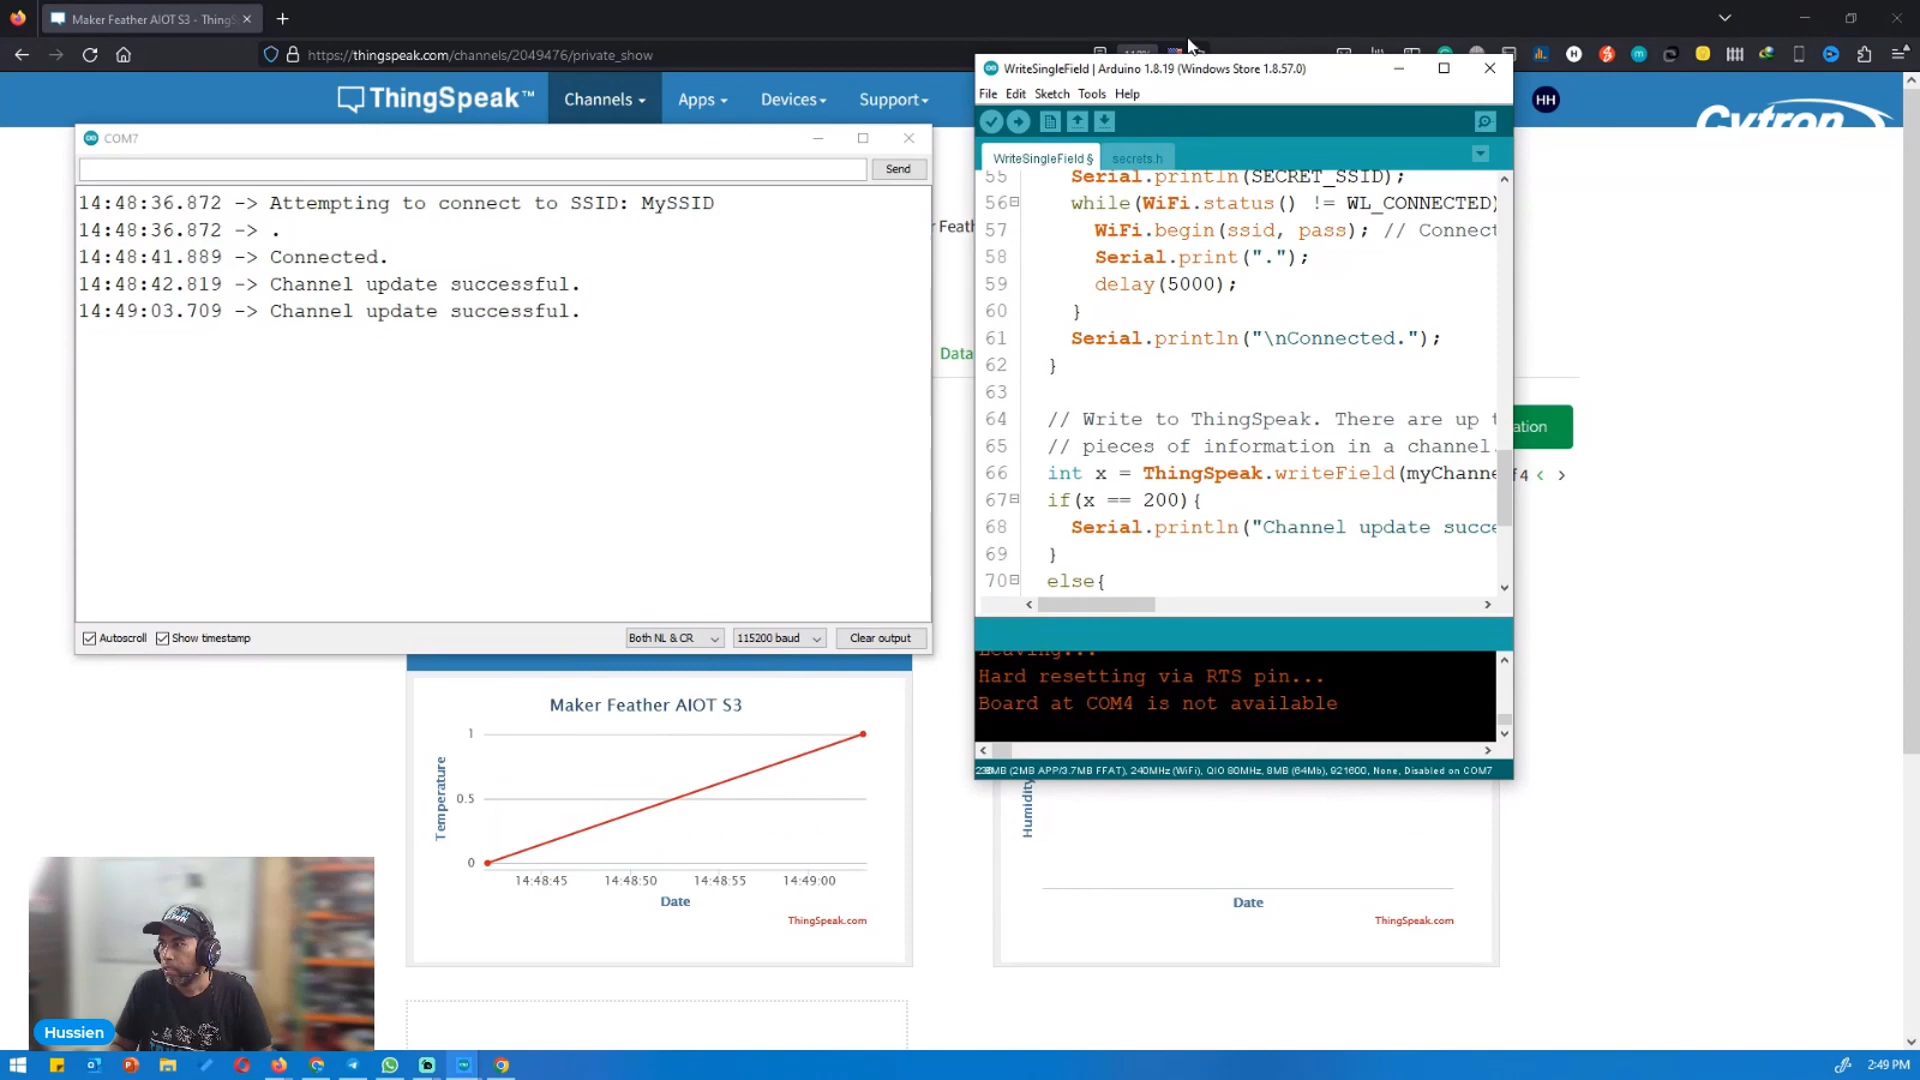 Maker Feather AIOT S3 - ThingS
https://thingspeak.com/channels/2049476/private_show
ThingSpeak™
Channels
Apps
Devices
Support
HH
Cytron
COM7
Send
14:48:36.872 -> Attempting to connect to SSID: MySSID
14:48:36.872 -> .
14:48:41.889 -> Connected.
14:48:42.819 -> Channel update successful.
14:49:03.709 -> Channel update successful.
Autoscroll
Show timestamp
Both NL & CR
115200 baud
Clear output
r Feath
Data
WriteSingleField | Arduino 1.8.19 (Windows Store 1.8.57.0)
File Edit Sketch Tools Help
WriteSingleField §
secrets.h
55 Serial.println(SECRET_SSID);
56 while(WiFi.status() != WL_CONNECTED)
57 WiFi.begin(ssid, pass); // Connect
58 Serial.print(".");
59 delay(5000);
60 }
61 Serial.println("\nConnected.");
62 }
63
64 // Write to ThingSpeak. There are up t
65 // pieces of information in a channel.
66 int x = ThingSpeak.writeField(myChanne
67 if(x == 200){
68 Serial.println("Channel update succe
69 }
70 else{
Leaving...
Hard resetting via RTS pin...
Board at COM4 is not available
MB (2MB APP/3.7MB FFAT), 240MHz (WiFi), QIO 80MHz, 8MB (64Mb), 921600, None, Disabled on COM7
ation
f 4
Maker Feather AIOT S3
Temperature
1
0.5
0
14:48:45
14:48:50
14:48:55
14:49:00
Date
ThingSpeak.com
Humidity
Date
ThingSpeak.com
Hussien
2:49 PM